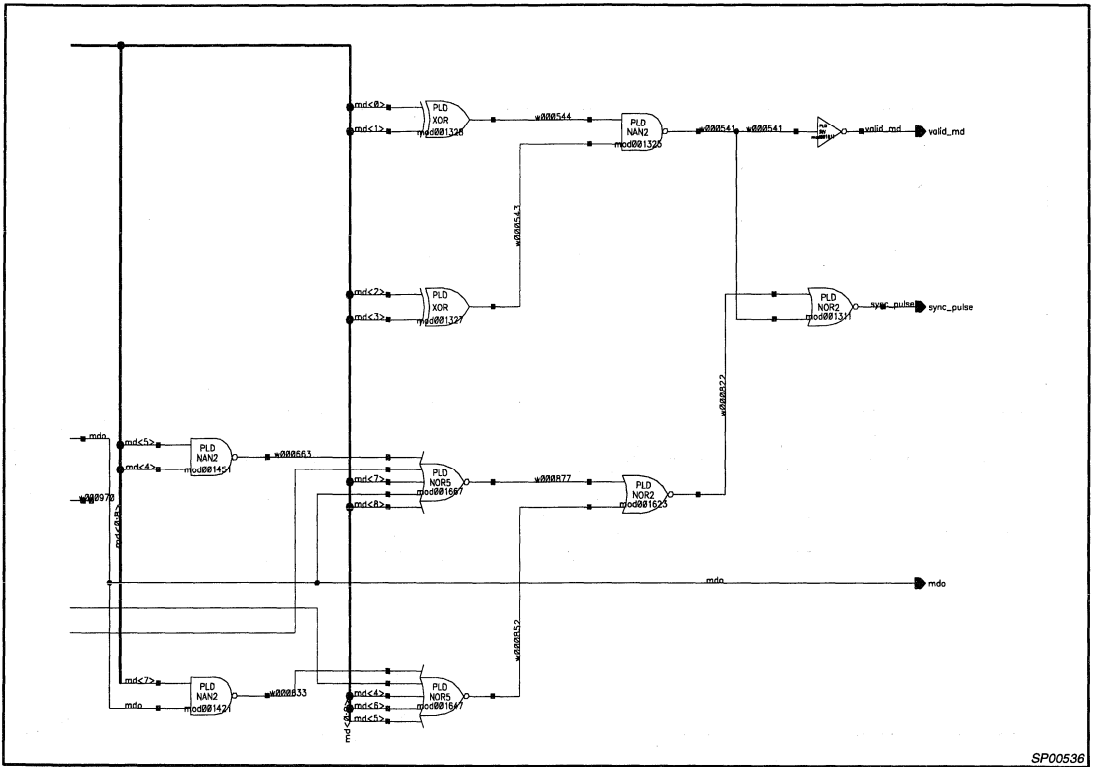 md<0>
PLD
XOR
mod001328
md<1>
w000544
PLD
NAN2
mod001325
w000541
w000541
valid_md
valid_md
w000543
md<2>
PLD
XOR
mod001327
md<3>
PLD
NOR2
mod001311
sync_pulse
sync_pulse
w000822
mdo
md<5>
PLD
NAN2
mod001451
md<4>
w000663
w000970
md<0:8>
md<7>
md<8>
PLD
NOR5
mod001667
w000877
PLD
NOR2
mod001623
mdo
mdo
w000852
md<7>
PLD
NAN2
mod001421
mdo
w000633
md<4>
md<6>
md<5>
PLD
NOR5
mod001647
E
SP00536